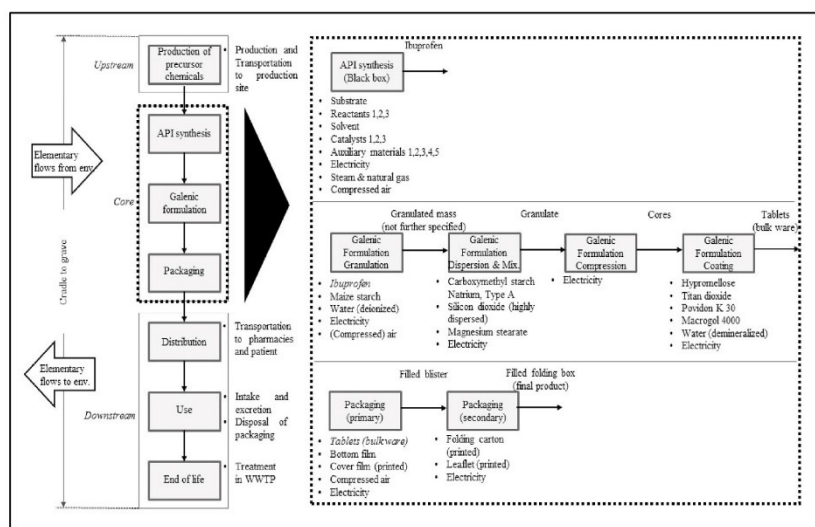 Upstream
Production of
precursor
chemicals
• Production and
Transportation
to production
site
Elementary
flows from env.
Cradle to grave
Core
API synthesis
Galenic
formulation
Packaging
Elementary
flows to env.
Downstream
Distribution
• Transportation
to pharmacies
and patient
Use
• Intake and
excretion
• Disposal of
packaging
End of life
• Treatment
in WWTP
API synthesis
(Black box)
Ibuprofen
• Substrate
• Reactants 1,2,3
• Solvent
• Catalysts 1,2,3
• Auxiliary materials 1,2,3,4,5
• Electricity
• Steam & natural gas
• Compressed air
Galenic
Formulation
Granulation
Granulated mass
(not further specified)
• Ibuprofen
• Maize starch
• Water (deionized)
• Electricity
• (Compressed) air
Galenic
Formulation
Dispersion & Mix.
Granulate
• Carboxymethyl starch
Natrium, Type A
• Silicon dioxide (highly
dispersed)
• Magnesium stearate
• Electricity
Galenic
Formulation
Compression
Cores
• Electricity
Galenic
Formulation
Coating
Tablets
(bulk ware)
• Hypromellose
• Titan dioxide
• Povidon K 30
• Macrogol 4000
• Water (demineralized)
• Electricity
Packaging
(primary)
Filled blister
• Tablets (bulkware)
• Bottom film
• Cover film (printed)
• Compressed air
• Electricity
Packaging
(secondary)
Filled folding box
(final product)
• Folding carton
(printed)
• Leaflet (printed)
• Electricity